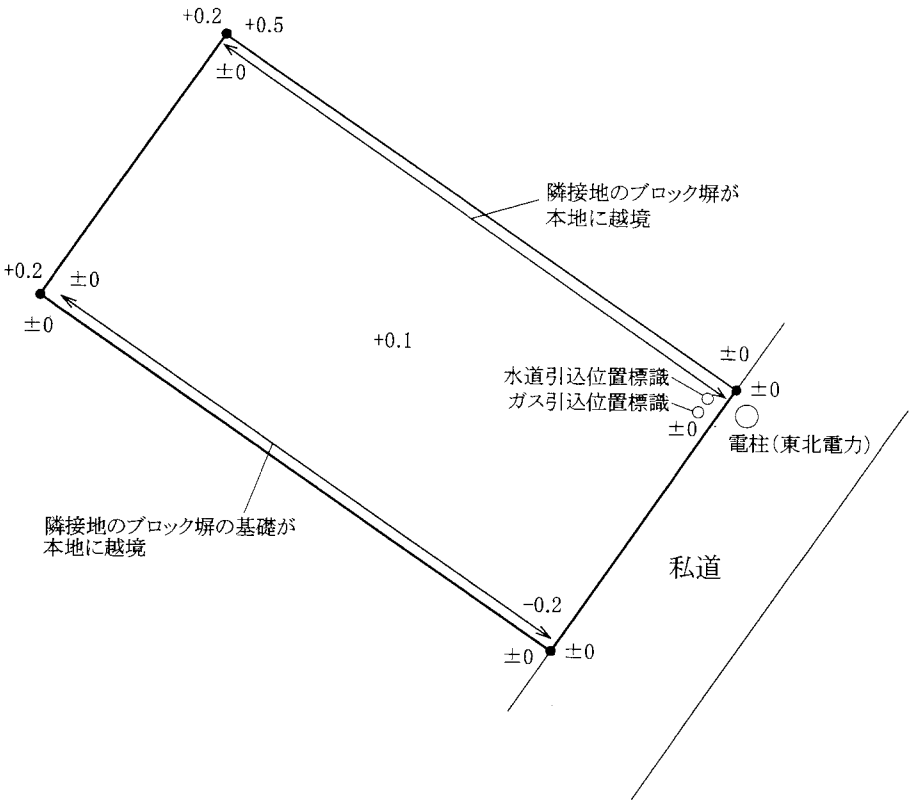 +0.2
+0.5
±0
隣接地のブロック塀が
本地に越境
+0.2
±0
±0
+0.1
±0
水道引込位置標識
±0
ガス引込位置標識
±0
電柱（東北電力）
隣接地のブロック塀の基礎が
本地に越境
私道
-0.2
±0
±0